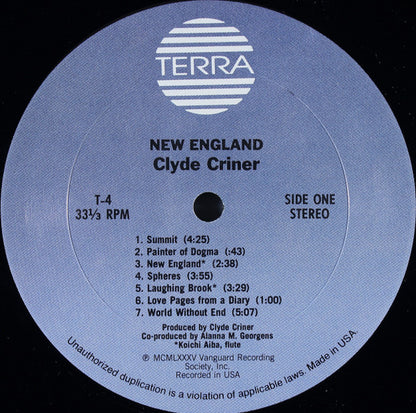 TERRA
NEW ENGLAND
Clyde Criner
T-4
33⅓ RPM
SIDE ONE
STEREO
1. Summit (4:25)
2. Painter of Dogma (:43)
3. New England* (2:38)
4. Spheres (3:55)
5. Laughing Brook* (3:29)
6. Love Pages from a Diary (1:00)
7. World Without End (5:07)
Produced by Clyde Criner
Co-produced by Alanna M. Georgens
*Koichi Aiba, flute
℗ MCMLXXXV Vanguard Recording
Society, Inc.
Recorded in USA
Unauthorized duplication is a violation of applicable laws. Made in USA.